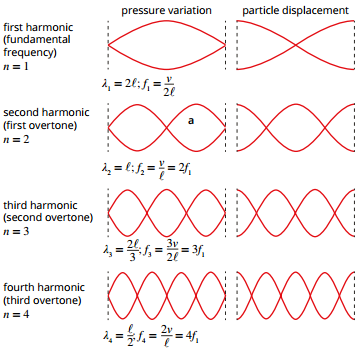 pressure variation
particle displacement
first harmonic
(fundamental
frequency)
n = 1
λ₁ = 2ℓ; f₁ = v/2ℓ
second harmonic
(first overtone)
n = 2
a
λ₂ = ℓ; f₂ = v/ℓ = 2f₁
third harmonic
(second overtone)
n = 3
λ₃ = 2ℓ/3; f₃ = 3v/2ℓ = 3f₁
fourth harmonic
(third overtone)
n = 4
λ₄ = ℓ/2; f₄ = 2v/ℓ = 4f₁